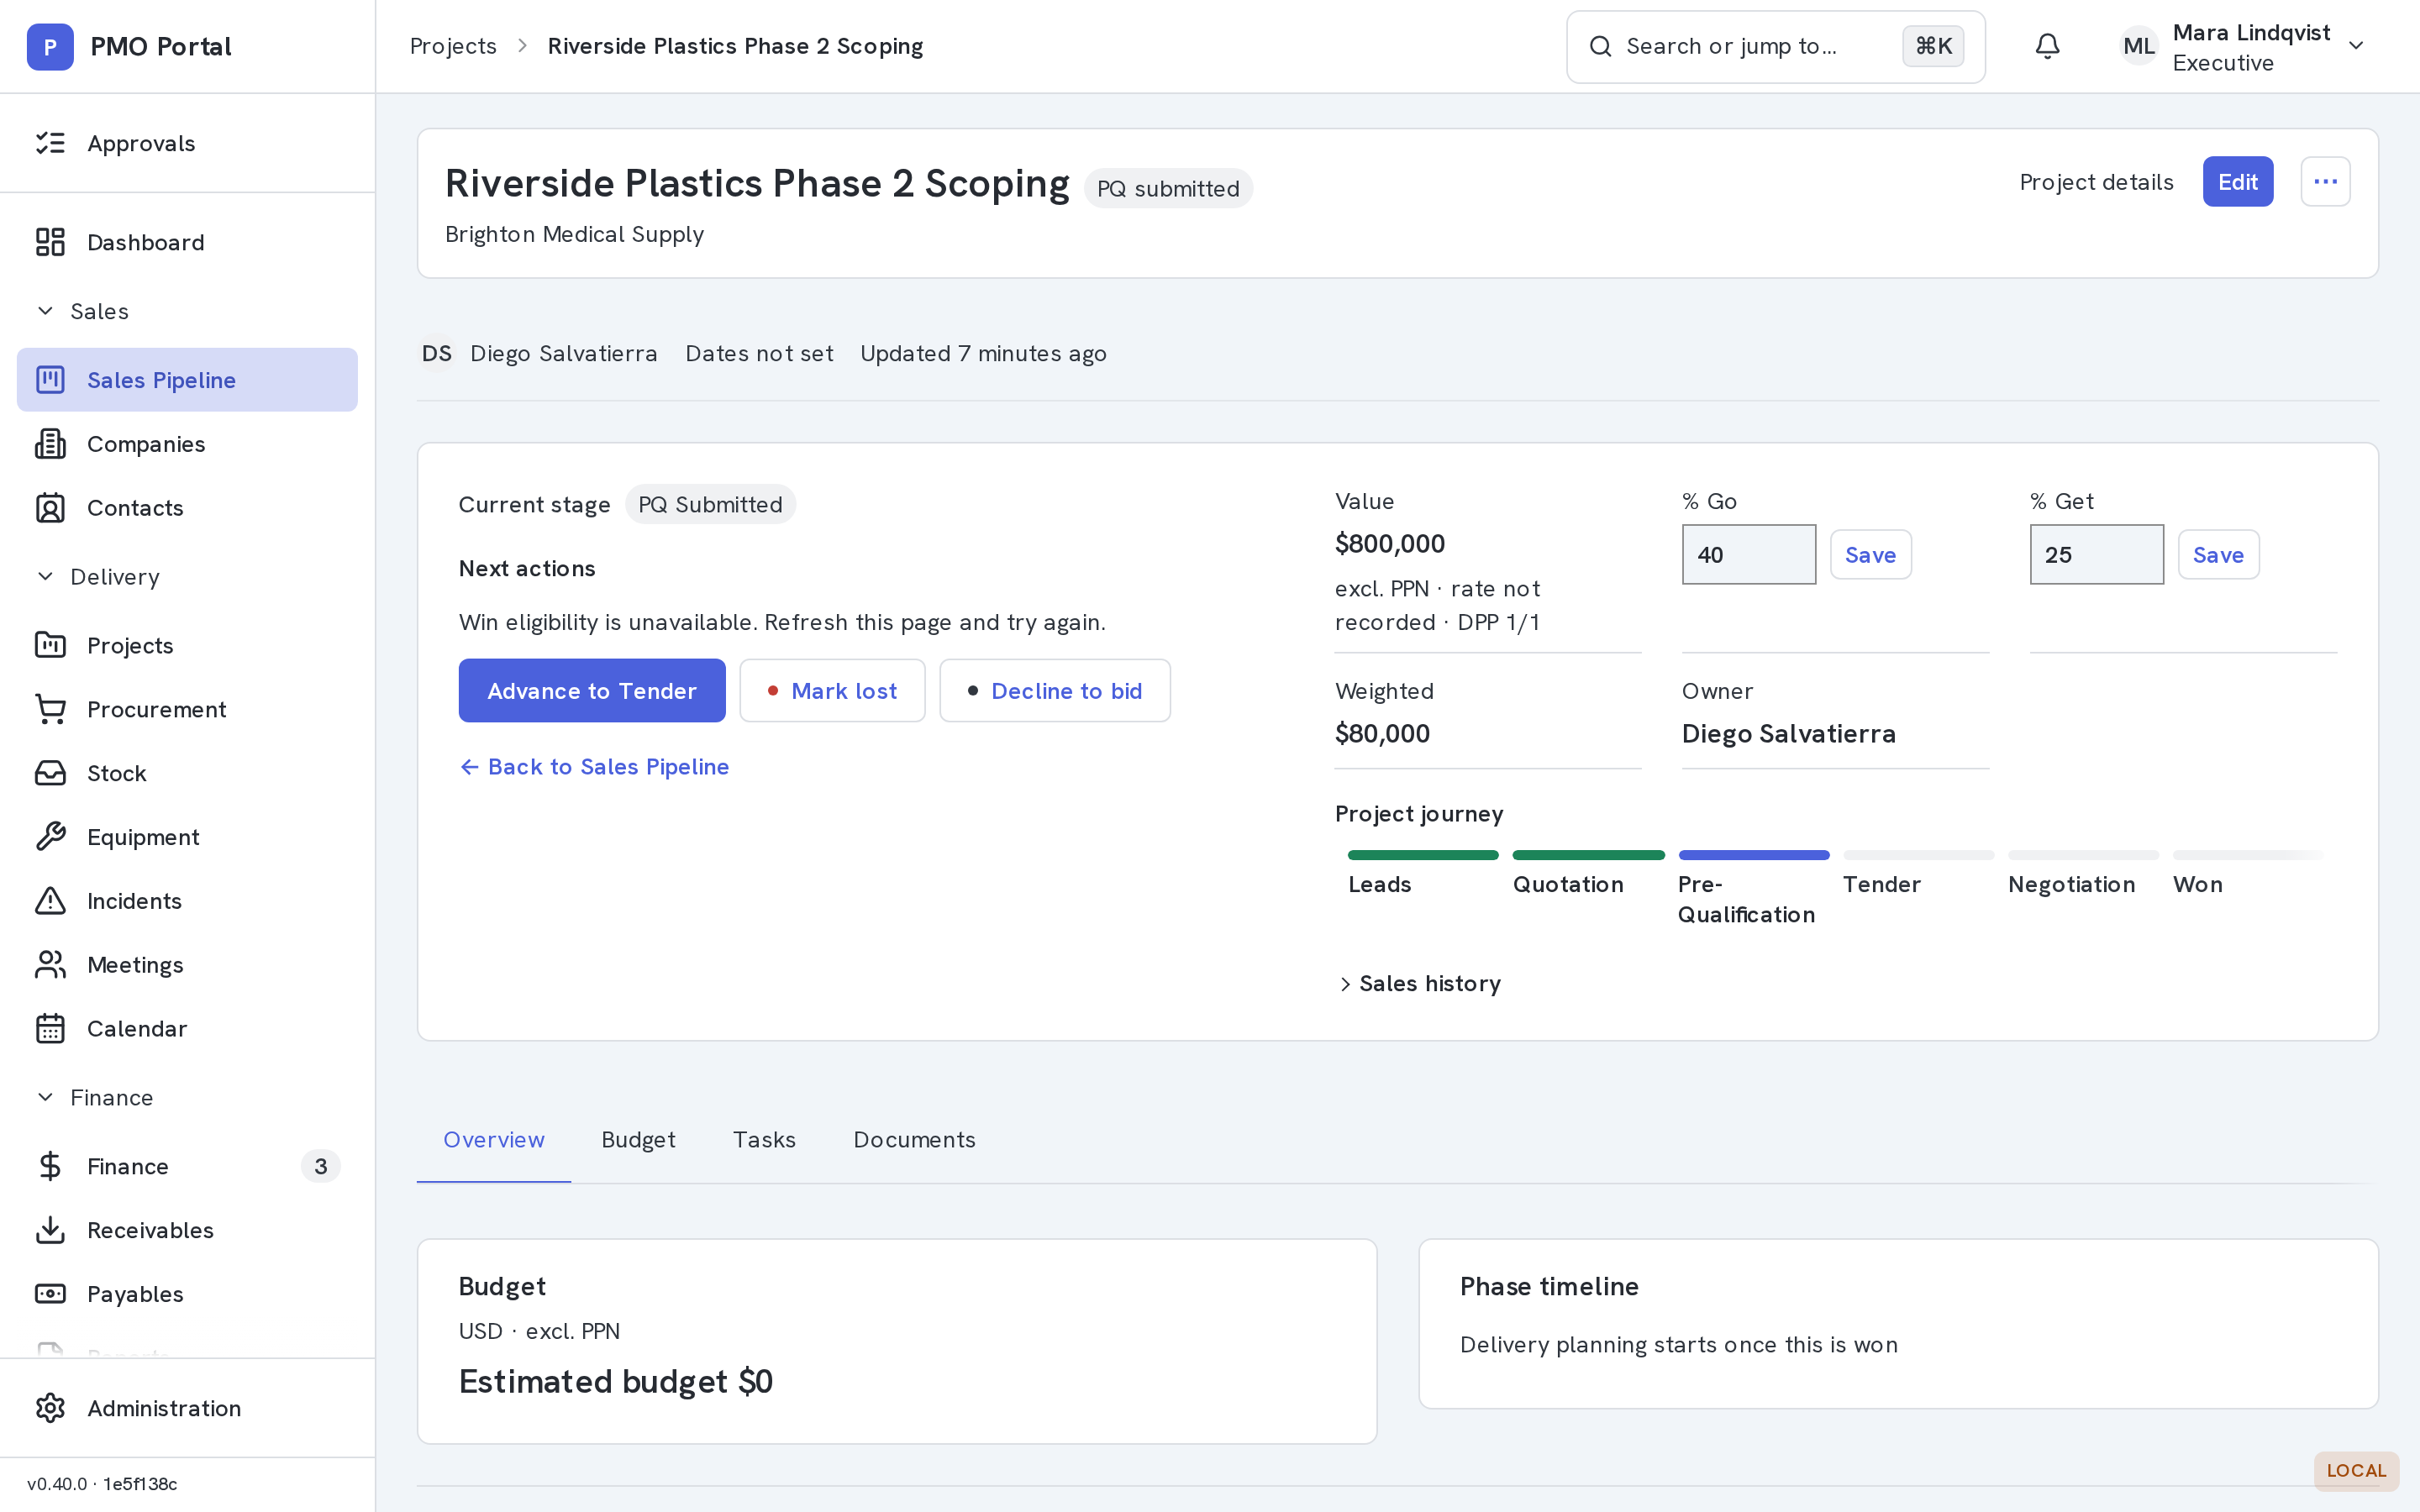 P PMO Portal
Projects > Riverside Plastics Phase 2 Scoping
Search or jump to... ⌘K
ML Mara Lindqvist
Executive
Approvals
Dashboard
Sales
Sales Pipeline
Companies
Contacts
Delivery
Projects
Procurement
Stock
Equipment
Incidents
Meetings
Calendar
Finance
Finance 3
Receivables
Payables
Reports
Administration
v0.40.0 · 1e5f138c
Riverside Plastics Phase 2 Scoping PQ submitted
Project details Edit ...
Brighton Medical Supply
DS Diego Salvatierra Dates not set Updated 7 minutes ago
Current stage PQ Submitted
Next actions
Win eligibility is unavailable. Refresh this page and try again.
Advance to Tender Mark lost Decline to bid
← Back to Sales Pipeline
Value
$800,000
excl. PPN · rate not
recorded · DPP 1/1
% Go
40 Save
% Get
25 Save
Weighted
$80,000
Owner
Diego Salvatierra
Project journey
Leads Quotation Pre-
Qualification Tender Negotiation Won
> Sales history
Overview Budget Tasks Documents
Budget
USD · excl. PPN
Estimated budget $0
Phase timeline
Delivery planning starts once this is won
LOCAL